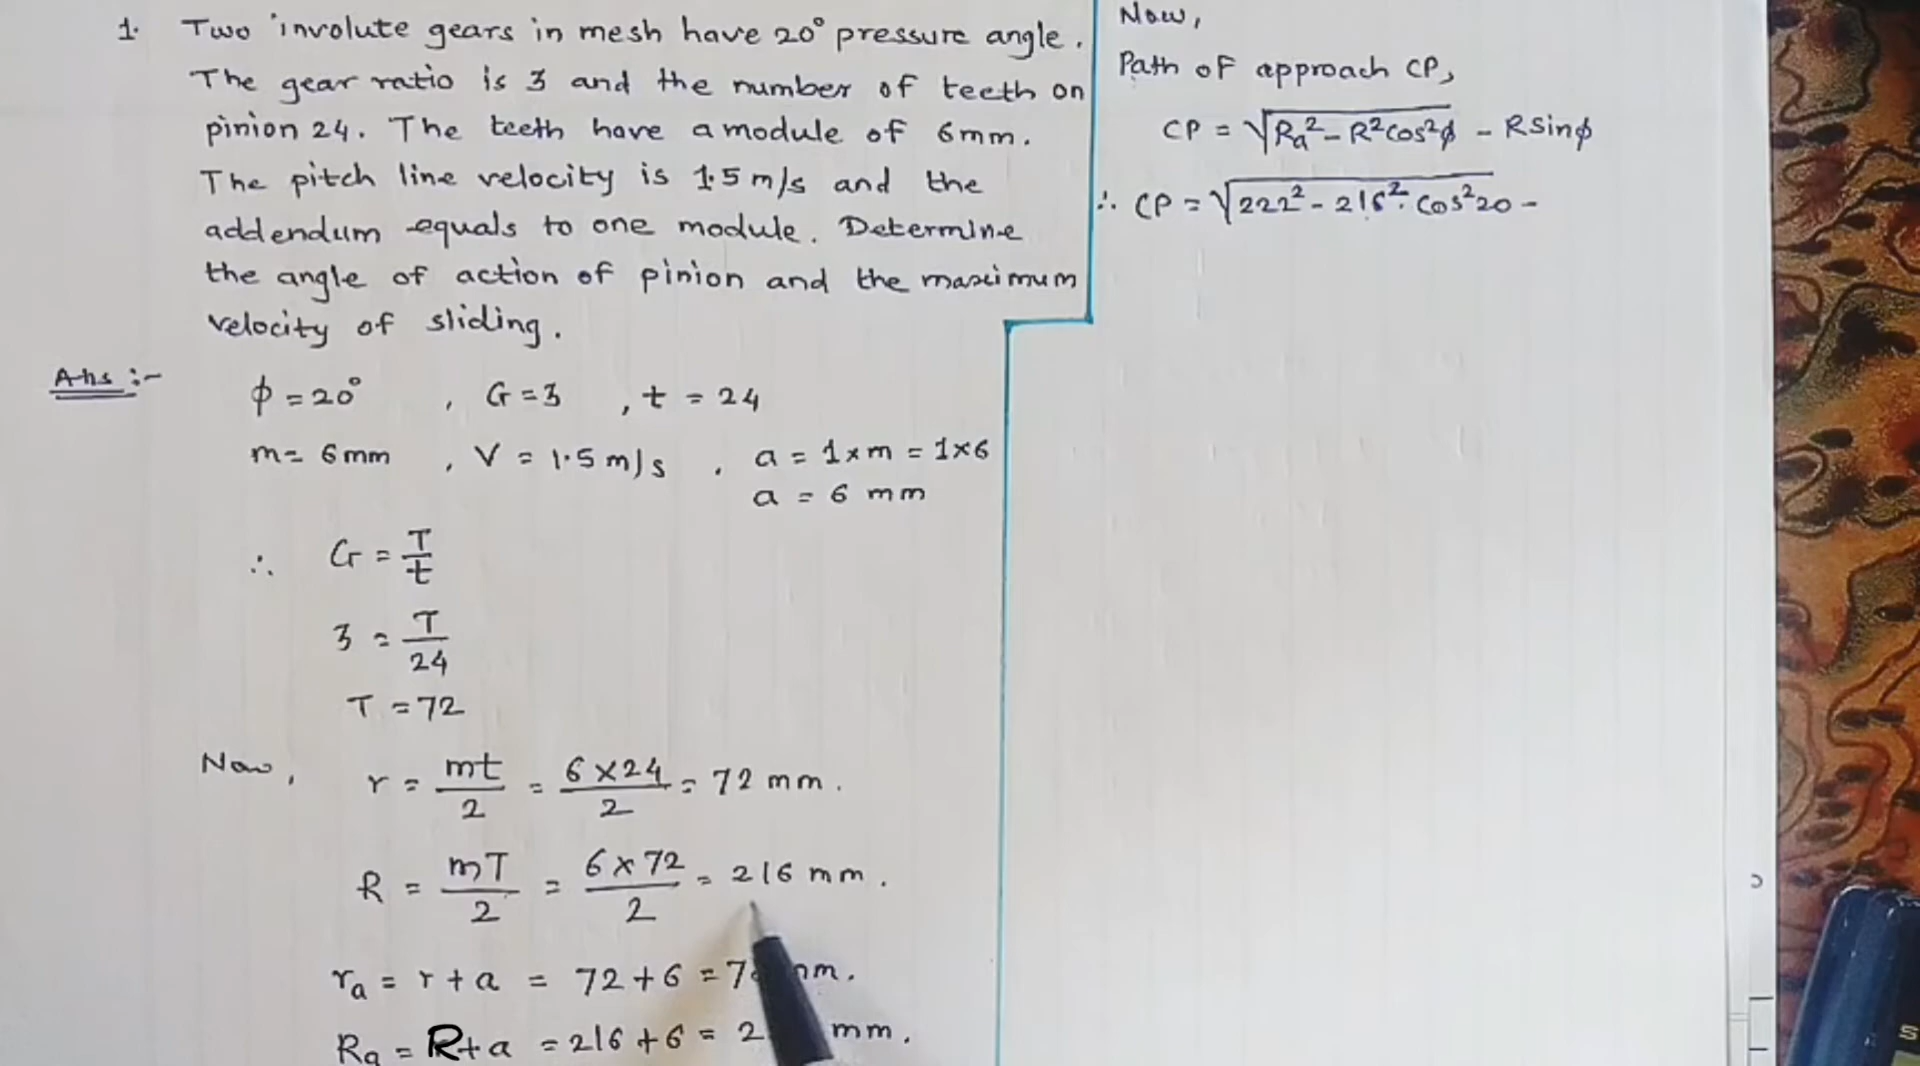 1. Two involute gears in mesh have 20° pressure angle.
The gear ratio is 3 and the number of teeth on
pinion 24. The teeth have a module of 6mm.
The pitch line velocity is 1.5 m/s and the
addendum equals to one module. Determine
the angle of action of pinion and the maximum
velocity of sliding.
Ans :-
φ = 20° , G = 3 , t = 24
m = 6mm , V = 1.5 m/s , a = 1×m = 1×6
a = 6 mm
∴ G = T/t
3 = T/24
T = 72
Now, r = mt/2 = 6×24/2 = 72 mm.
R = mT/2 = 6×72/2 = 216 mm.
ra = r + a = 72 + 6 = 7 mm.
Ra = R+a = 216 + 6 = 2 mm.
Now,
Path of approach CP,
CP = √Ra² - R²cos²φ - Rsinφ
∴ CP = √222² - 216². cos²20 -
S